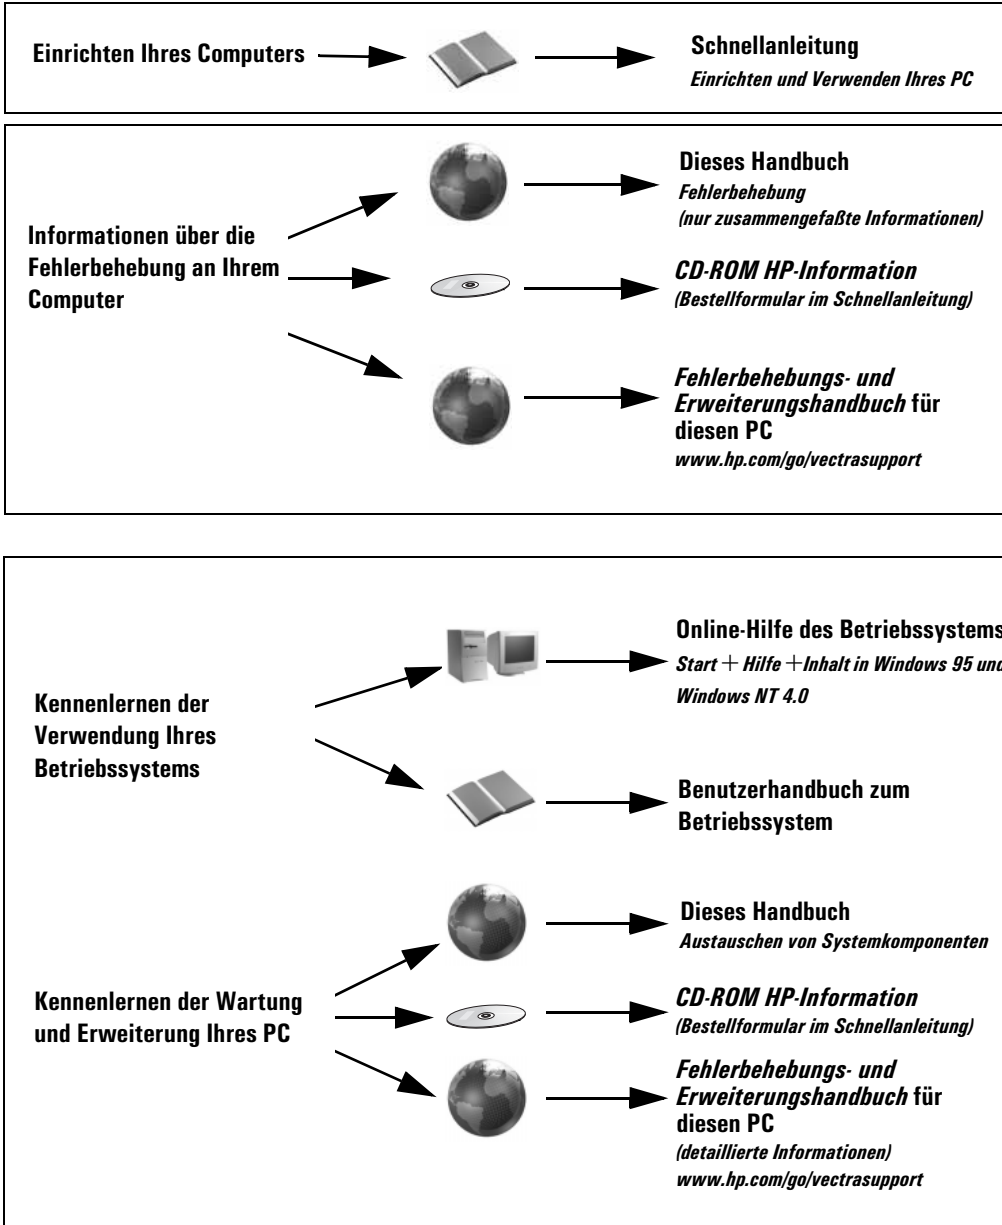 Einrichten Ihres Computers
Schnellanleitung
Einrichten und Verwenden Ihres PC
Informationen über die
Fehlerbehebung an Ihrem
Computer
Dieses Handbuch
Fehlerbehebung
(nur zusammengefaßte Informationen)
CD-ROM HP-Information
(Bestellformular im Schnellanleitung)
Fehlerbehebungs- und
Erweiterungshandbuch für
diesen PC
www.hp.com/go/vectrasupport
Kennenlernen der
Verwendung Ihres
Betriebssystems
Online-Hilfe des Betriebssystems
Start + Hilfe +Inhalt in Windows 95 und
Windows NT 4.0
Benutzerhandbuch zum
Betriebssystem
Kennenlernen der Wartung
und Erweiterung Ihres PC
Dieses Handbuch
Austauschen von Systemkomponenten
CD-ROM HP-Information
(Bestellformular im Schnellanleitung)
Fehlerbehebungs- und
Erweiterungshandbuch für
diesen PC
(detaillierte Informationen)
www.hp.com/go/vectrasupport